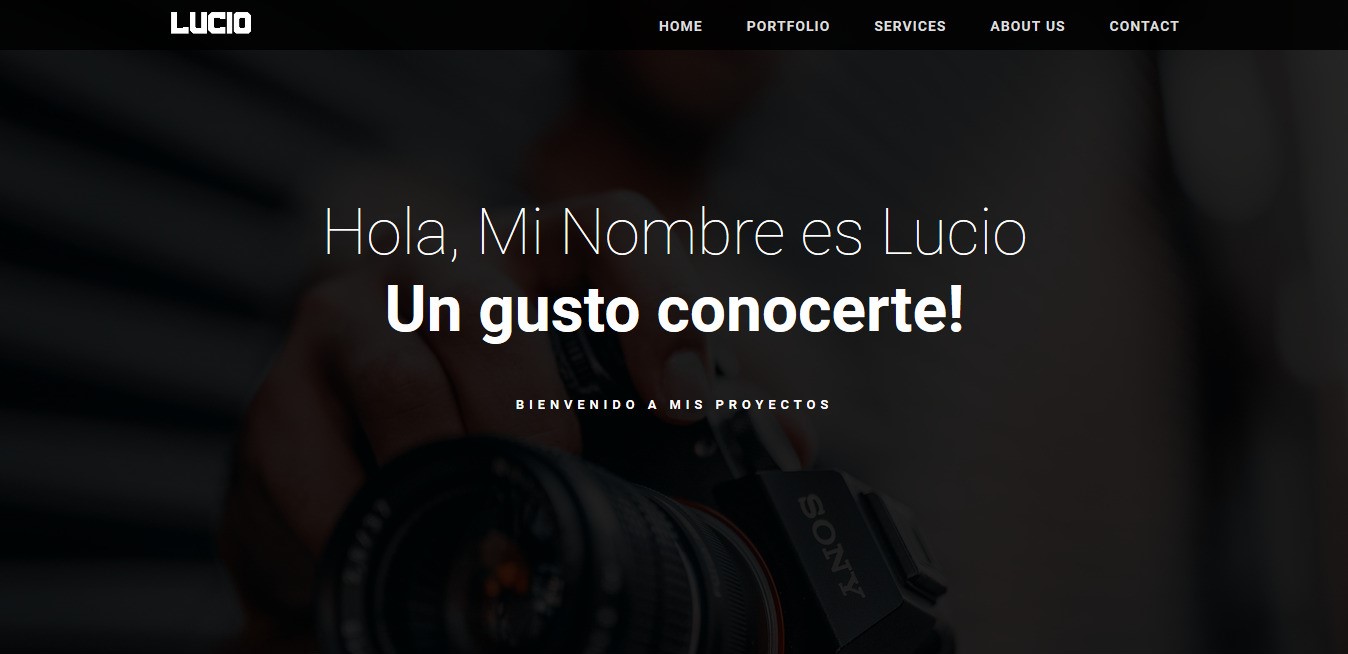 LUCIO
HOME PORTFOLIO SERVICES ABOUT US CONTACT
Hola, Mi Nombre es Lucio
Un gusto conocerte!
BIENVENIDO A MIS PROYECTOS
SONY